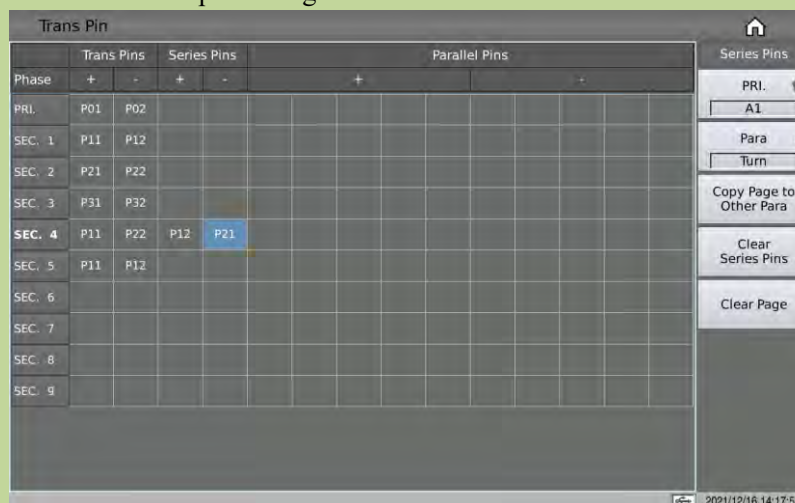 Trans Pin
Series Pins
Trans Pins Series Pins Parallel Pins
Phase + - + - + -
PRI. P01 P02
SEC. 1 P11 P12
SEC. 2 P21 P22
SEC. 3 P31 P32
SEC. 4 P11 P22 P12 P21
SEC. 5 P11 P12
SEC. 6
SEC. 7
SEC. 8
SEC. 9
PRI.
A1
Para
Turn
Copy Page to
Other Para
Clear
Series Pins
Clear Page
2021/12/16 14:17:5